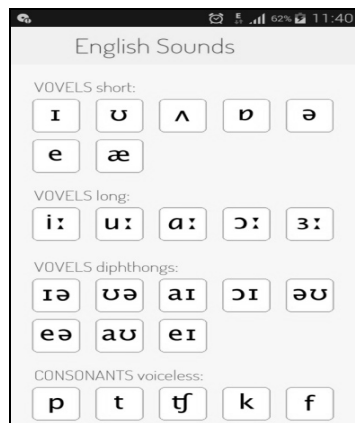 62% 11:40
English Sounds
VOVELS short:
ɪ ʊ ʌ ɒ ə
e æ
VOVELS long:
iː uː ɑː ɔː ɜː
VOVELS diphthongs:
ɪə ʊə aɪ ɔɪ əʊ
eə aʊ eɪ
CONSONANTS voiceless:
p t ʧ k f